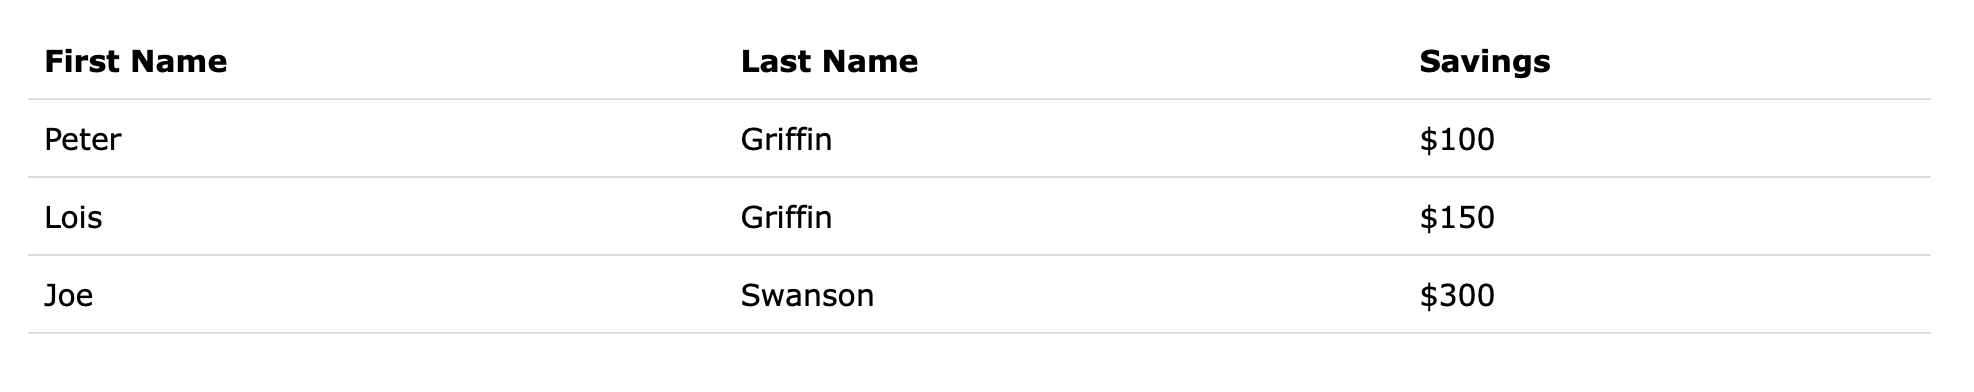 First Name Last Name Savings
Peter Griffin $100
Lois Griffin $150
Joe Swanson $300